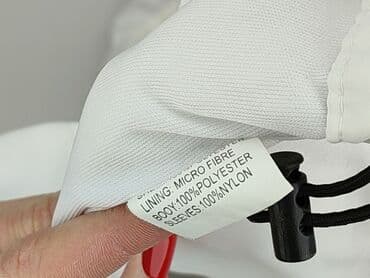 LINING: MICRO FIBRE
BODY:100%POLYESTER
SLEEVES:100%NYLON